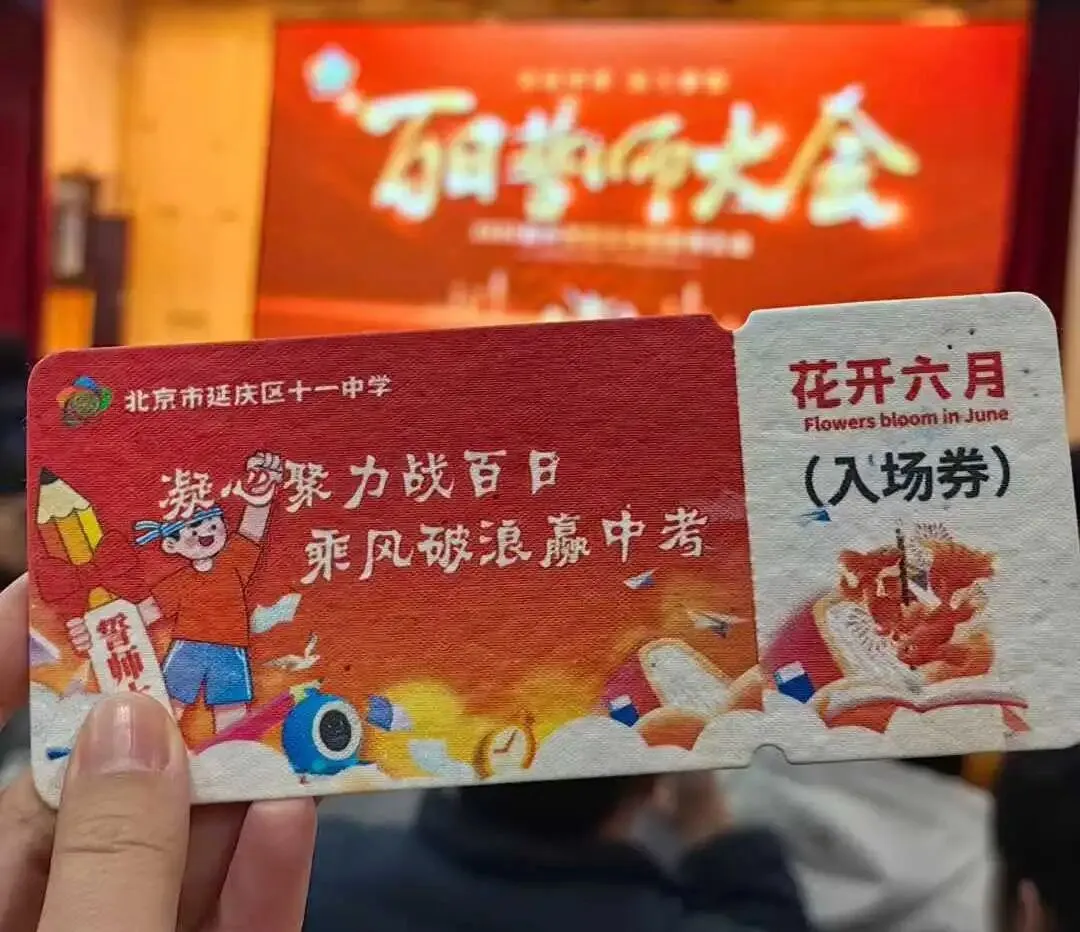 百日誓师大会
北京市延庆区十一中学
凝心聚力战百日
乘风破浪赢中考
誓师
花开六月
Flowers bloom in June
(入场券)